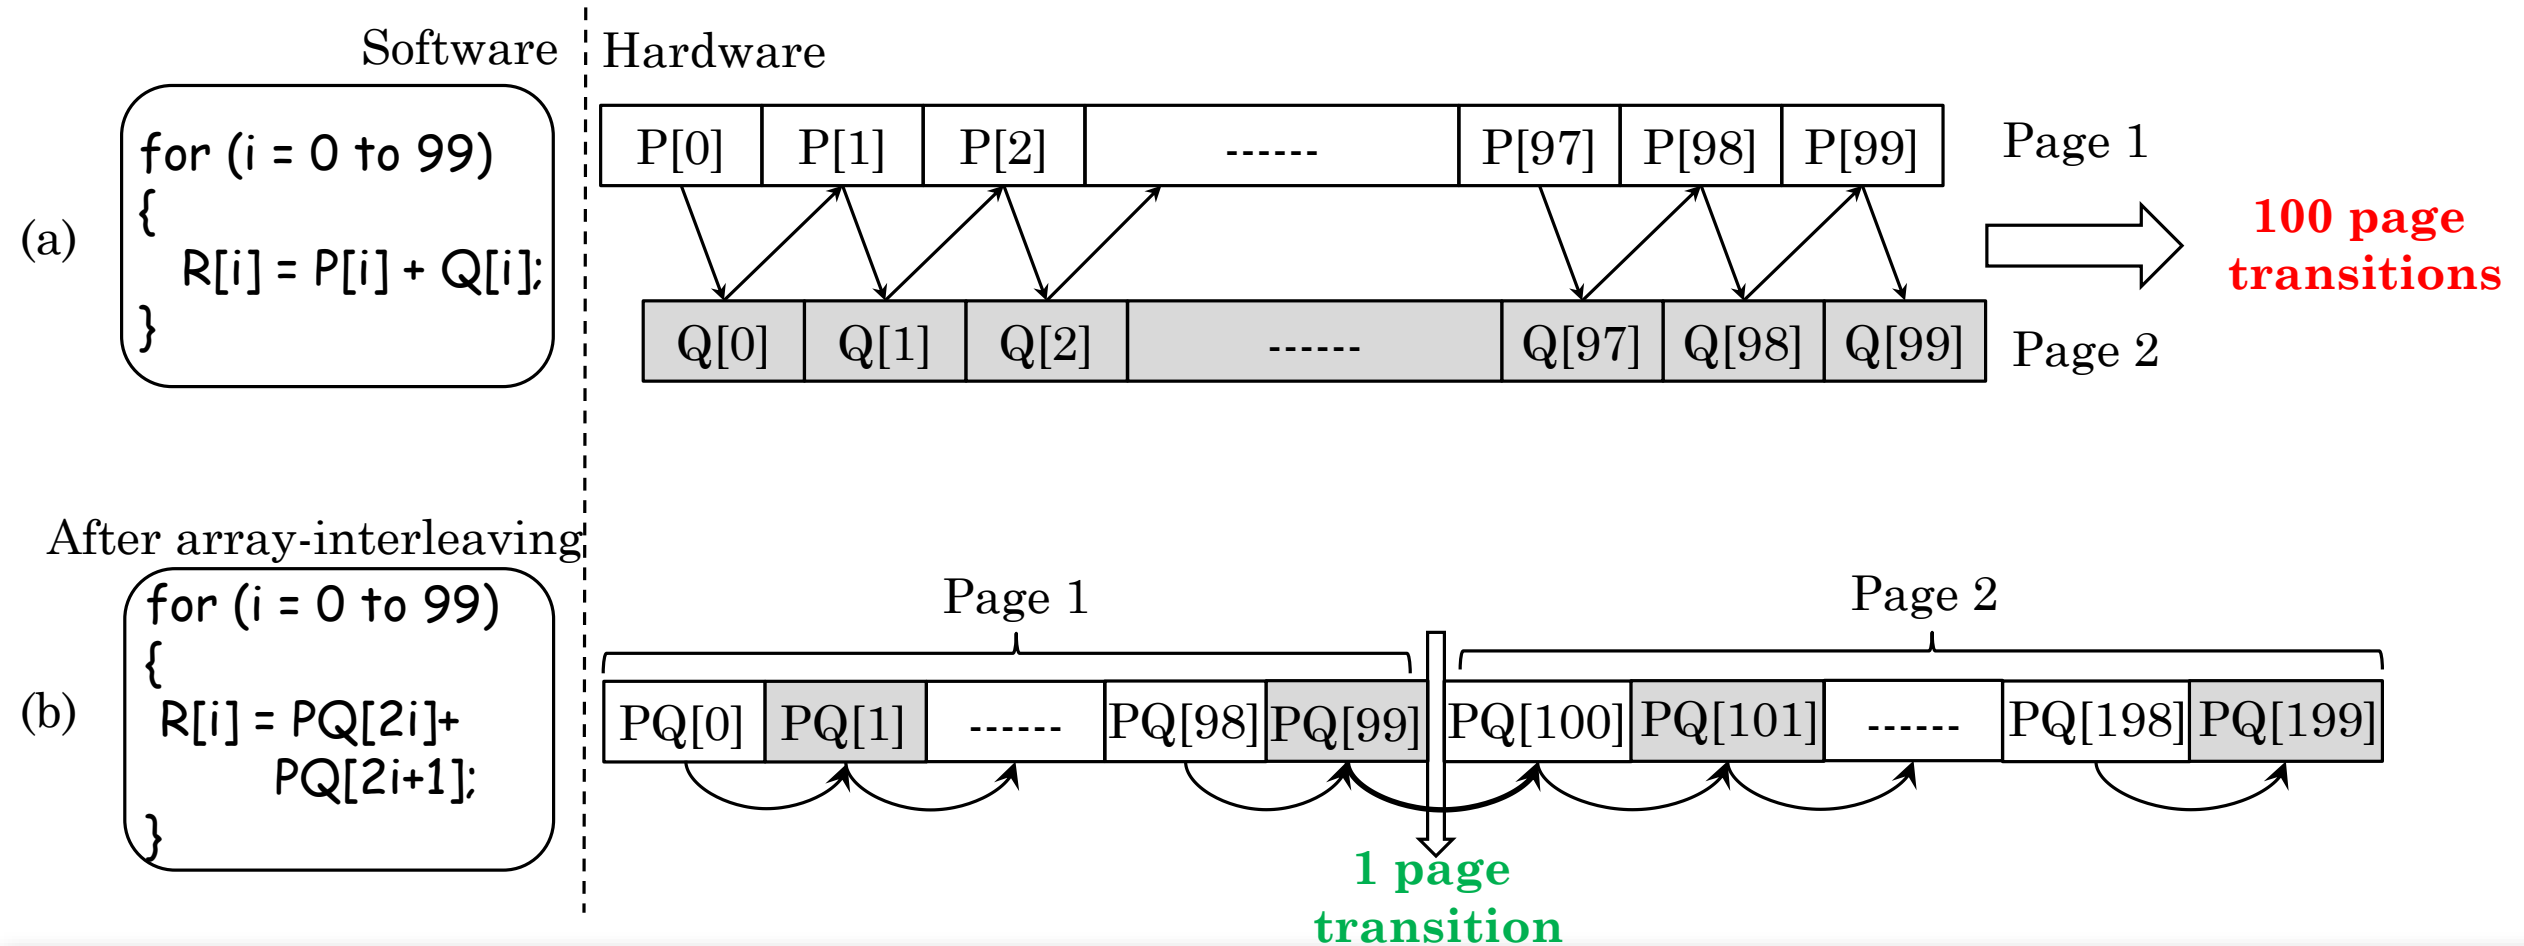 Software
Hardware
(a)
for (i = 0 to 99)
{
R[i] = P[i] + Q[i];
}
P[0] P[1] P[2] ------ P[97] P[98] P[99]
Page 1
Q[0] Q[1] Q[2] ------ Q[97] Q[98] Q[99]
Page 2
100 page
transitions
After array-interleaving
(b)
for (i = 0 to 99)
{
R[i] = PQ[2i]+
PQ[2i+1];
}
Page 1
Page 2
PQ[0] PQ[1] ------ PQ[98] PQ[99] PQ[100] PQ[101] ------ PQ[198] PQ[199]
1 page
transition